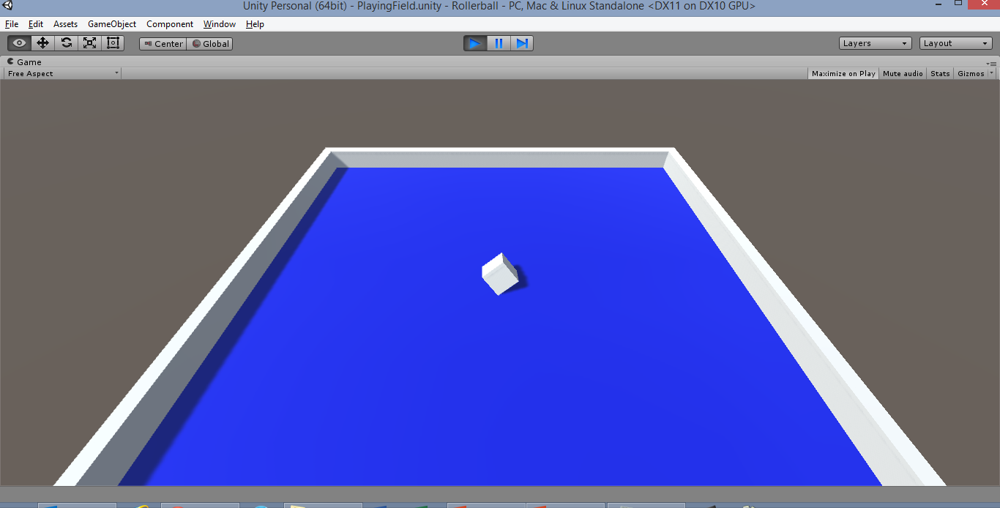 Unity Personal (64bit) - PlayingField.unity - Rollerball - PC, Mac & Linux Standalone <DX11 on DX10 GPU>
File Edit Assets GameObject Component Window Help
Center Global Layers Layout
Game
Free Aspect Maximize on Play Mute audio Stats Gizmos